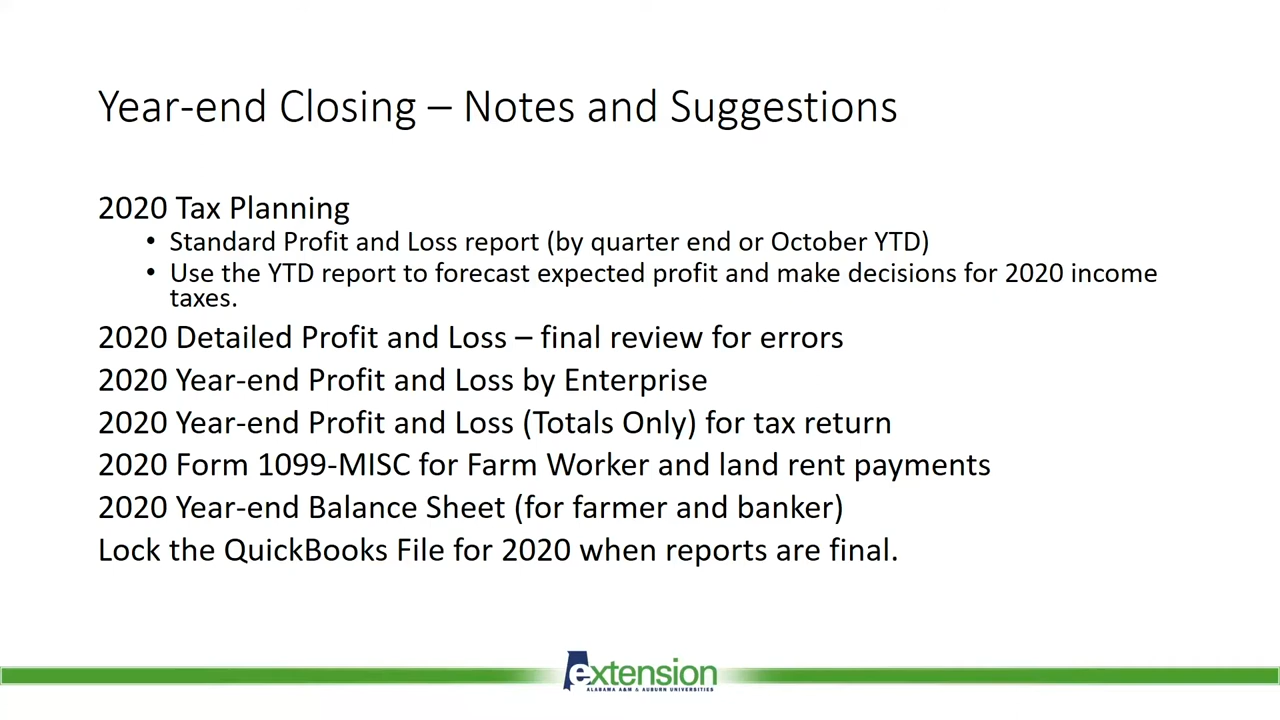 Year-end Closing – Notes and Suggestions
2020 Tax Planning
• Standard Profit and Loss report (by quarter end or October YTD)
• Use the YTD report to forecast expected profit and make decisions for 2020 income
taxes.
2020 Detailed Profit and Loss – final review for errors
2020 Year-end Profit and Loss by Enterprise
2020 Year-end Profit and Loss (Totals Only) for tax return
2020 Form 1099-MISC for Farm Worker and land rent payments
2020 Year-end Balance Sheet (for farmer and banker)
Lock the QuickBooks File for 2020 when reports are final.
extension
ALABAMA A&M & AUBURN UNIVERSITIES